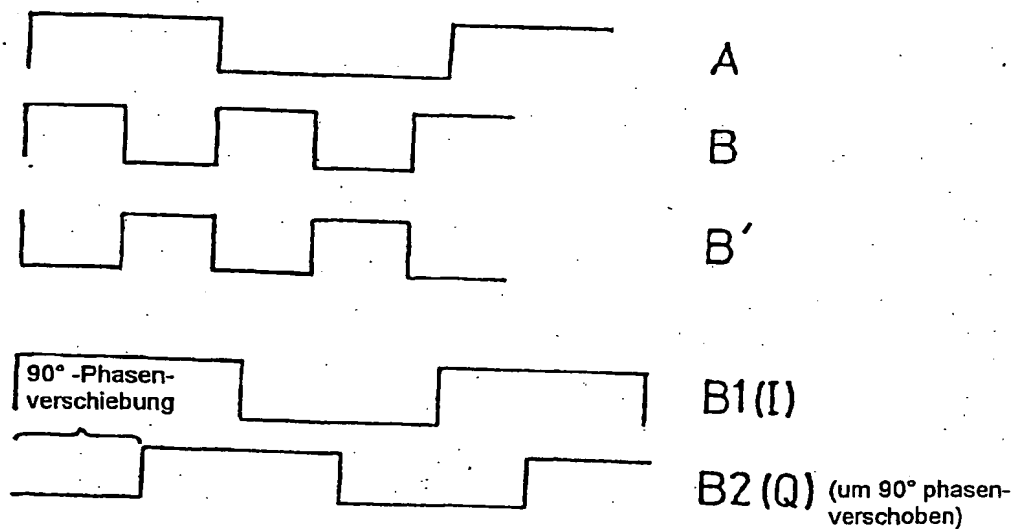 A
B
B′
90° -Phasen-
verschiebung
B1(I)
B2(Q) (um 90° phasen-
verschoben)